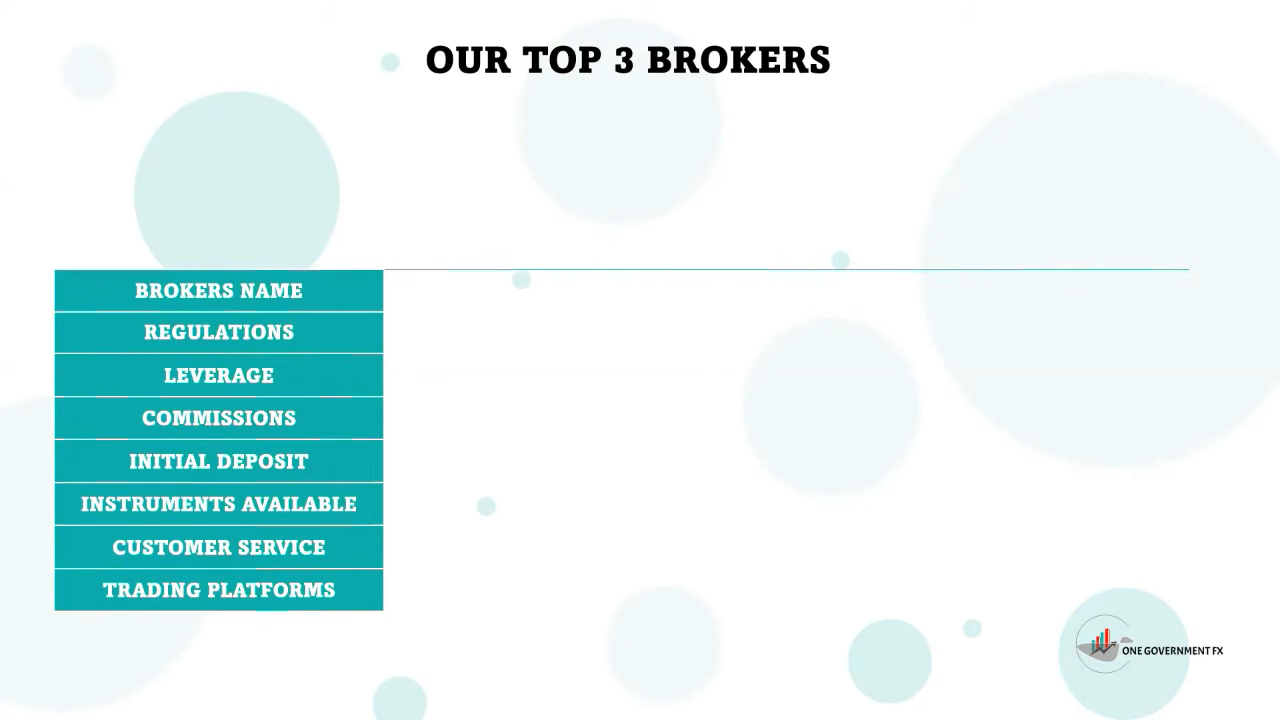 OUR TOP 3 BROKERS
BROKERS NAME
REGULATIONS
LEVERAGE
COMMISSIONS
INITIAL DEPOSIT
INSTRUMENTS AVAILABLE
CUSTOMER SERVICE
TRADING PLATFORMS
ONE GOVERNMENT FX